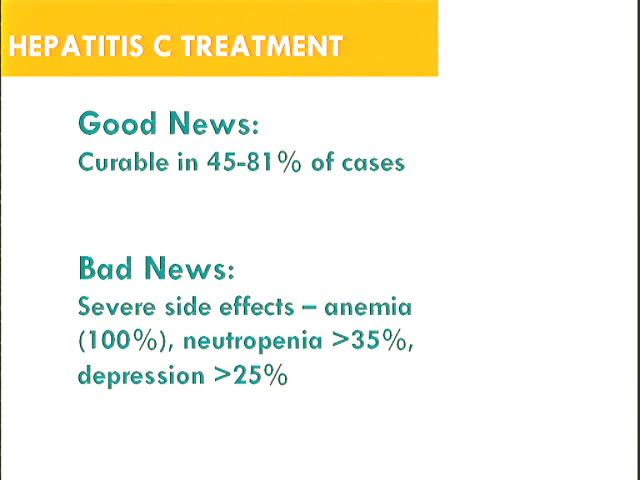 HEPATITIS C TREATMENT
Good News:
Curable in 45-81% of cases
Bad News:
Severe side effects – anemia
(100%), neutropenia >35%,
depression >25%